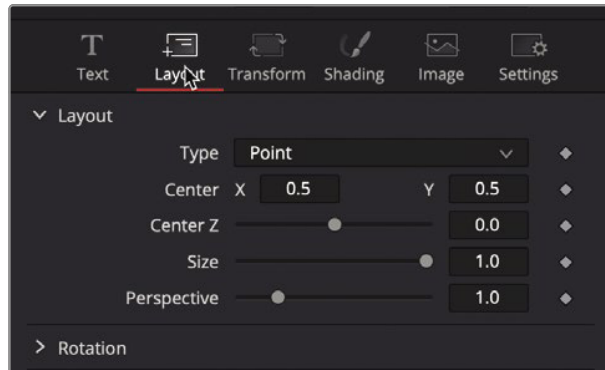 Text Layout Transform Shading Image Settings
Layout
Type Point
Center X 0.5 Y 0.5
Center Z 0.0
Size 1.0
Perspective 1.0
Rotation